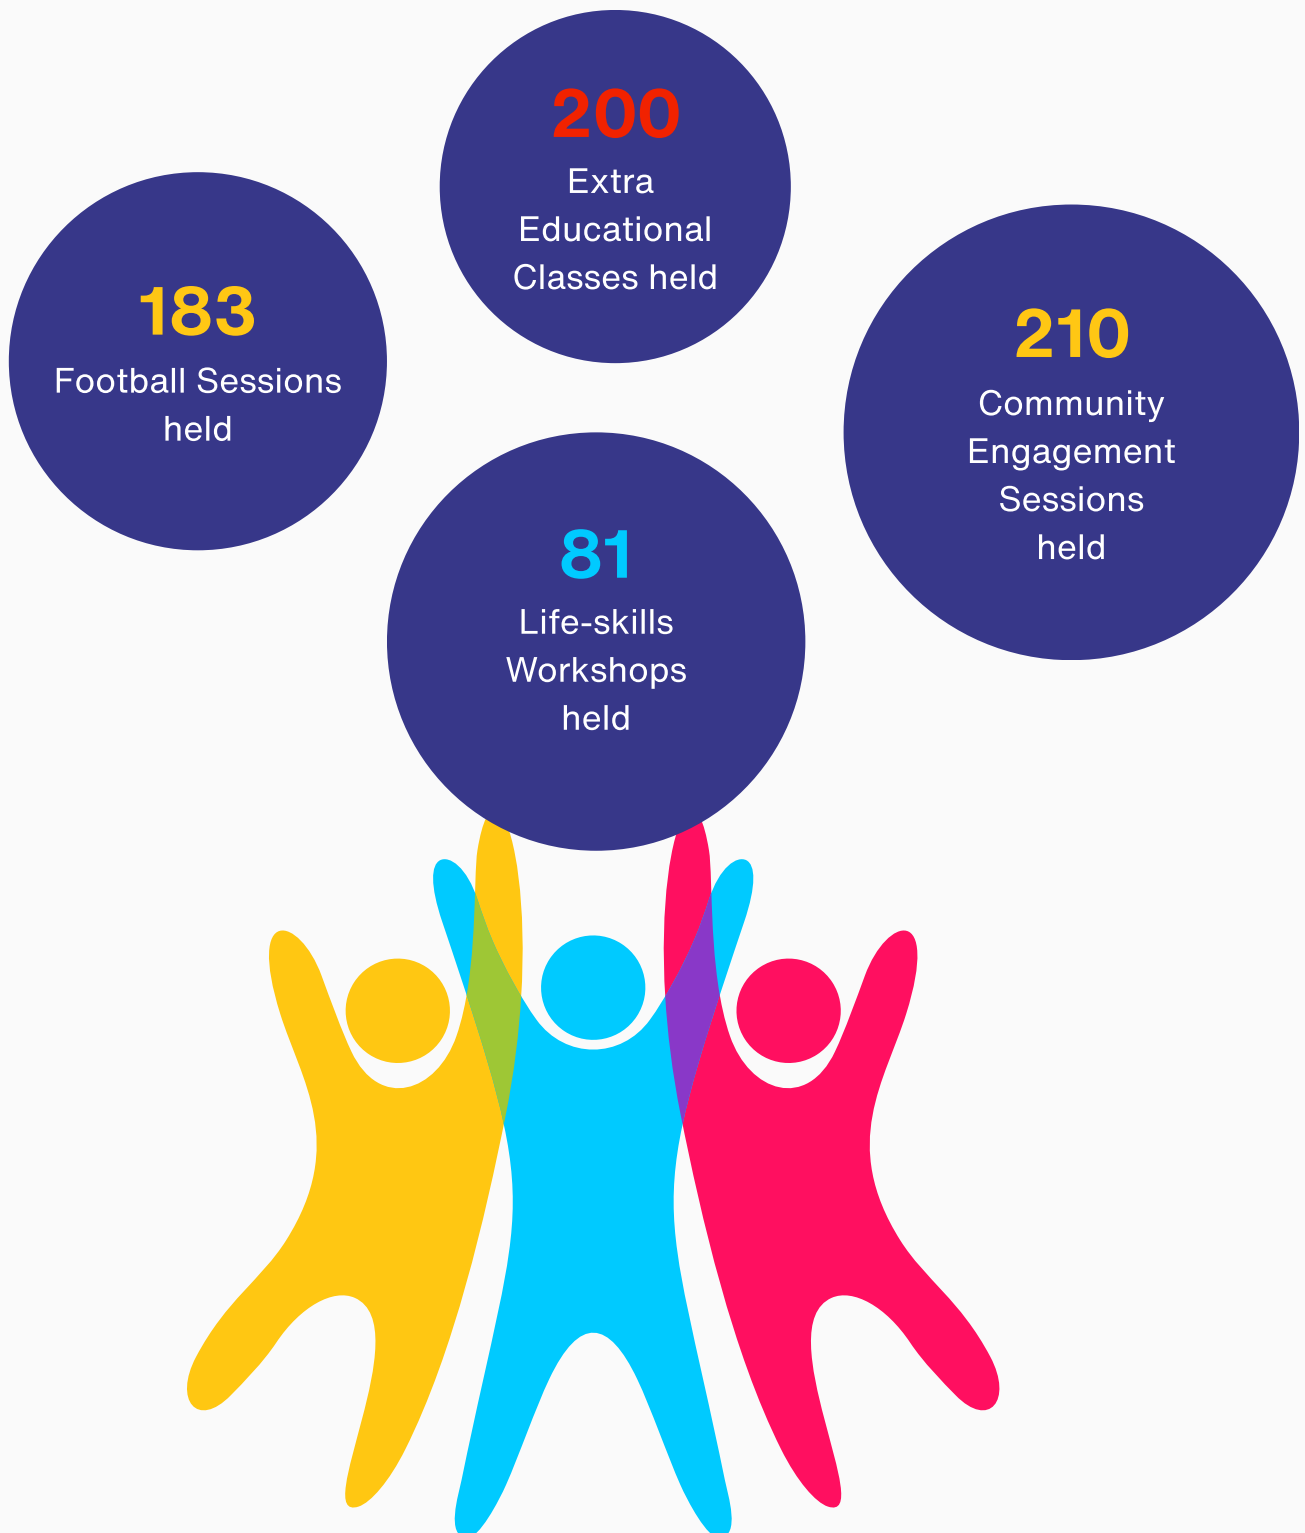 200
Extra
Educational
Classes held
183
Football Sessions
held
210
Community
Engagement
Sessions
held
81
Life-skills
Workshops
held